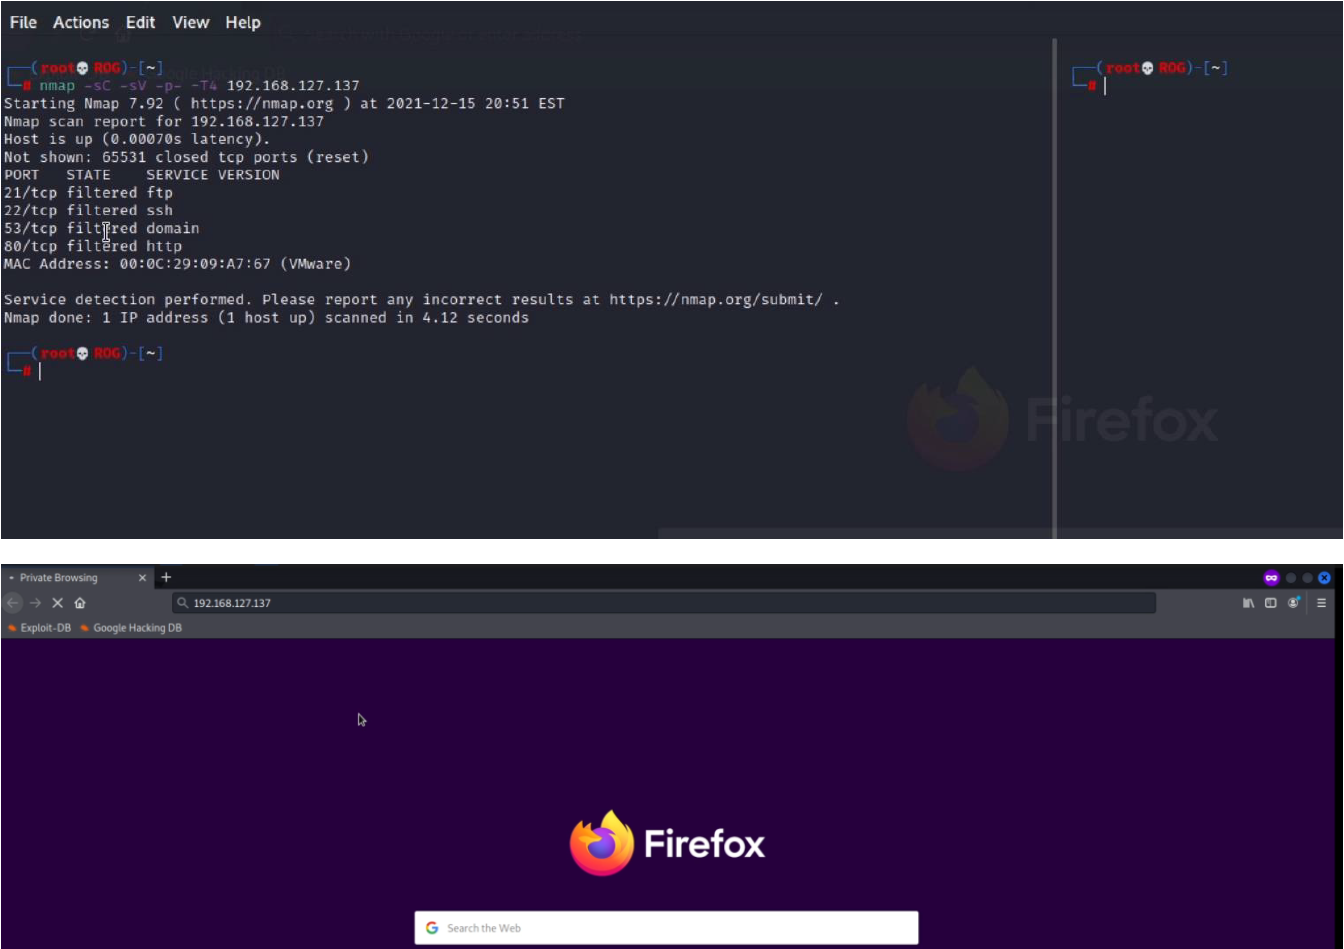 File Actions Edit View Help
(root💀ROG)-[~]
# nmap -sC -sV -p- -T4 192.168.127.137
Starting Nmap 7.92 ( https://nmap.org ) at 2021-12-15 20:51 EST
Nmap scan report for 192.168.127.137
Host is up (0.00070s latency).
Not shown: 65531 closed tcp ports (reset)
PORT STATE SERVICE VERSION
21/tcp filtered ftp
22/tcp filtered ssh
53/tcp filtered domain
80/tcp filtered http
MAC Address: 00:0C:29:09:A7:67 (VMware)
Service detection performed. Please report any incorrect results at https://nmap.org/submit/ .
Nmap done: 1 IP address (1 host up) scanned in 4.12 seconds
(root💀ROG)-[~]
#
(root💀ROG)-[~]
#
Firefox
Private Browsing
192.168.127.137
Exploit-DB Google Hacking DB
Firefox
Search the Web